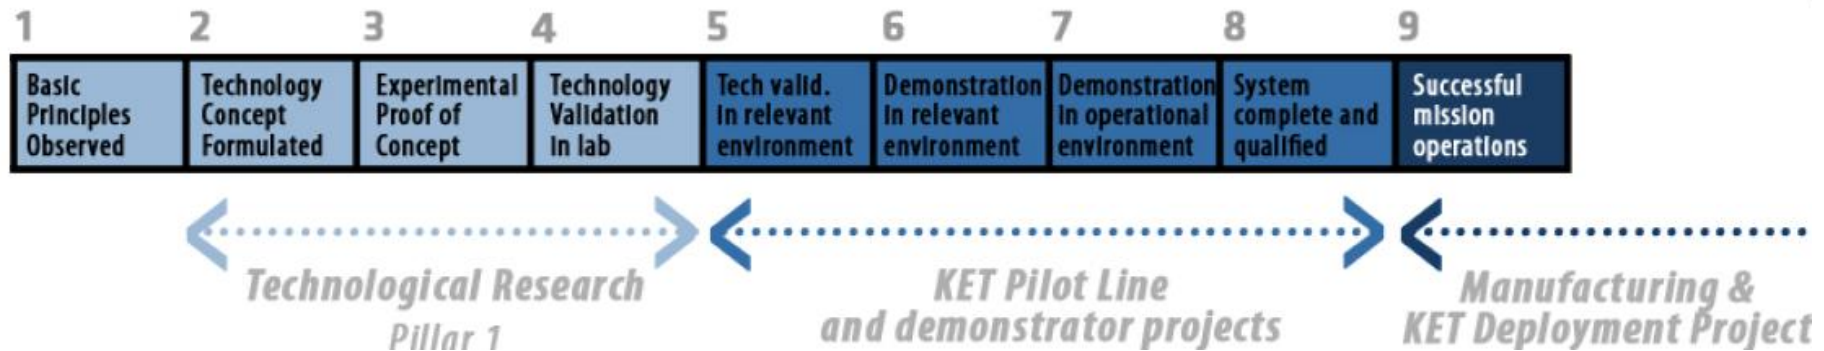 1 2 3 4 5 6 7 8 9
Basic
Principles
Observed
Technology
Concept
Formulated
Experimental
Proof of
Concept
Technology
Validation
in lab
Tech valid.
in relevant
environment
Demonstration
in relevant
environment
Demonstration
in operational
environment
System
complete and
qualified
Successful
mission
operations
Technological Research
Pillar 1
KET Pilot Line
and demonstrator projects
Manufacturing &
KET Deployment Project